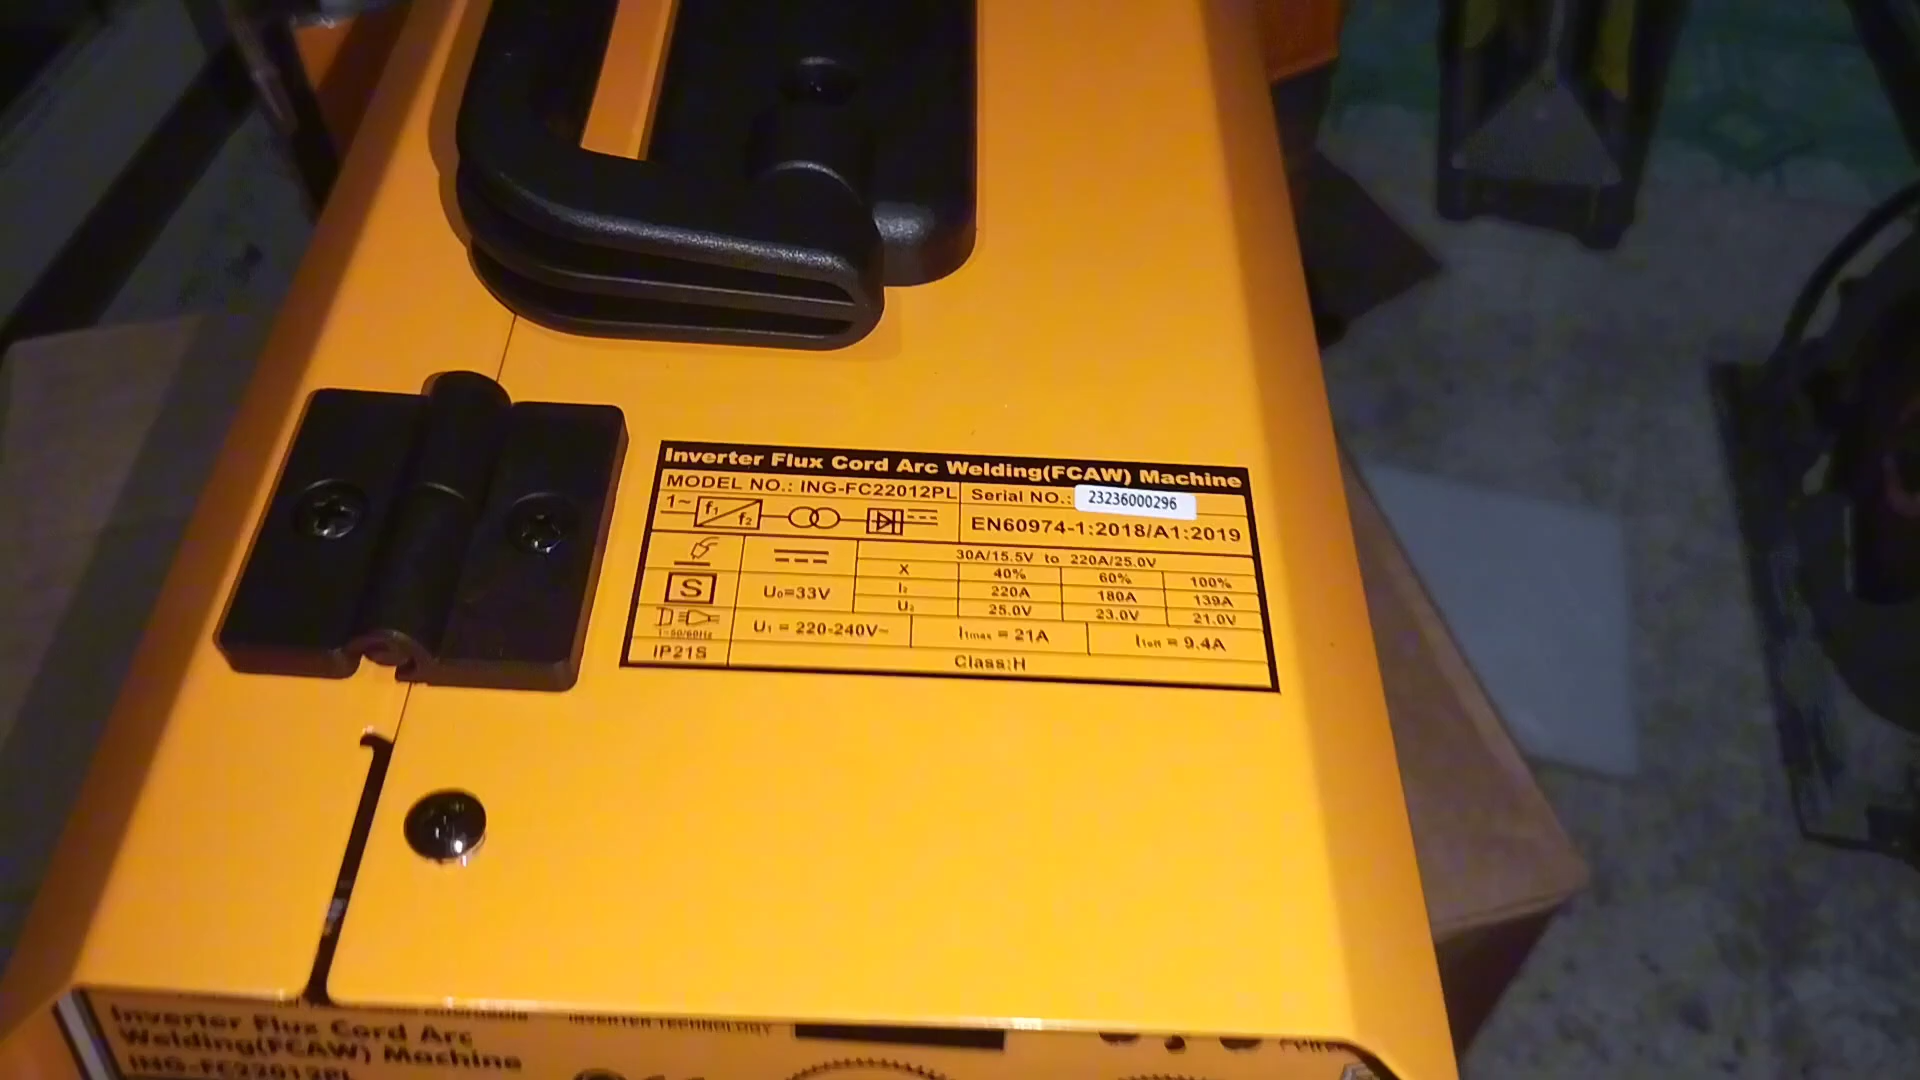 Inverter Flux Cord Arc Welding(FCAW) Machine
MODEL NO.: ING-FC22012PL Serial NO.: 23236000296
1~ f₁ f₂ EN60974-1:2018/A1:2019
30A/15.5V to 220A/25.0V
X 40% 60% 100%
S U₀=33V I₂ 220A 180A 139A
U₂ 25.0V 23.0V 21.0V
1~50/60Hz U₁ = 220-240V~ I₁max = 21A I₁eff = 9.4A
IP21S Class:H
Inverter Flux Cord Arc
Welding(FCAW) Machine
ING-FC22012PL
INVERTER TECHNOLOGY